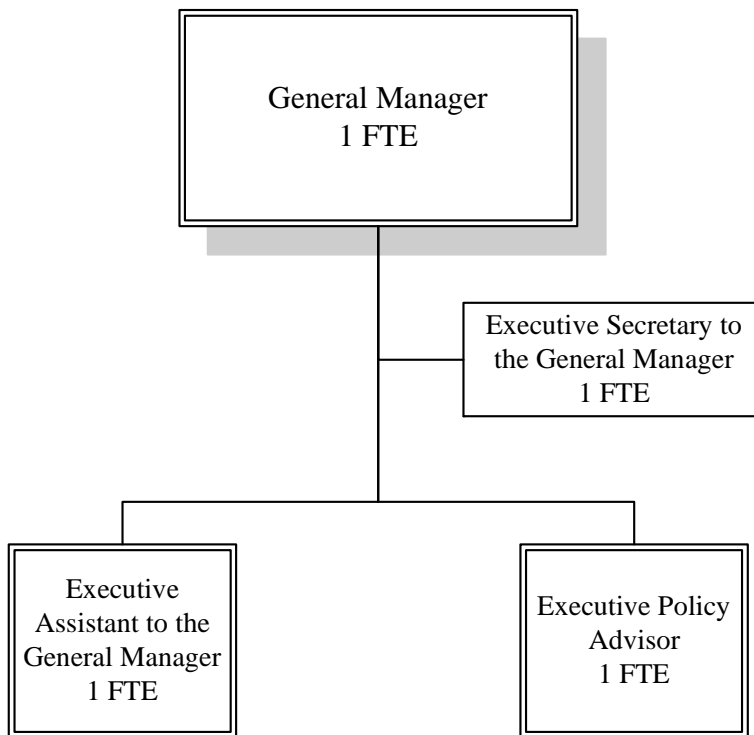 General Manager
1 FTE
Executive Secretary to
the General Manager
1 FTE
Executive
Assistant to the
General Manager
1 FTE
Executive Policy
Advisor
1 FTE